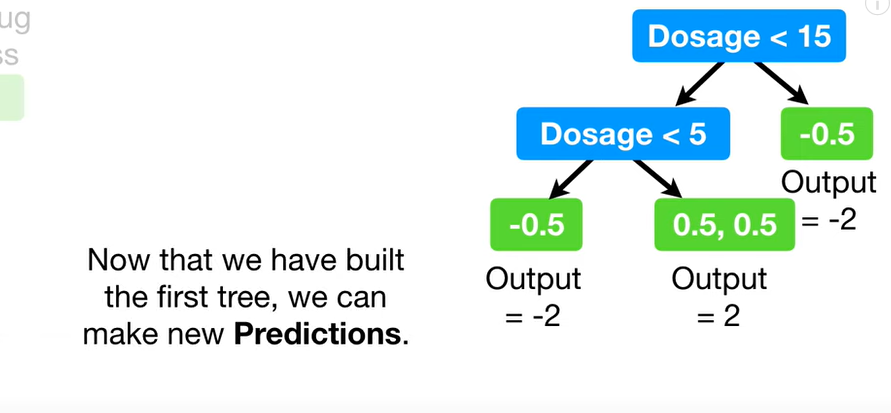 ug
ss
Dosage < 15
Dosage < 5
-0.5
Output
= -2
-0.5
0.5, 0.5
Output
= -2
Output
= 2
Now that we have built
the first tree, we can
make new Predictions.